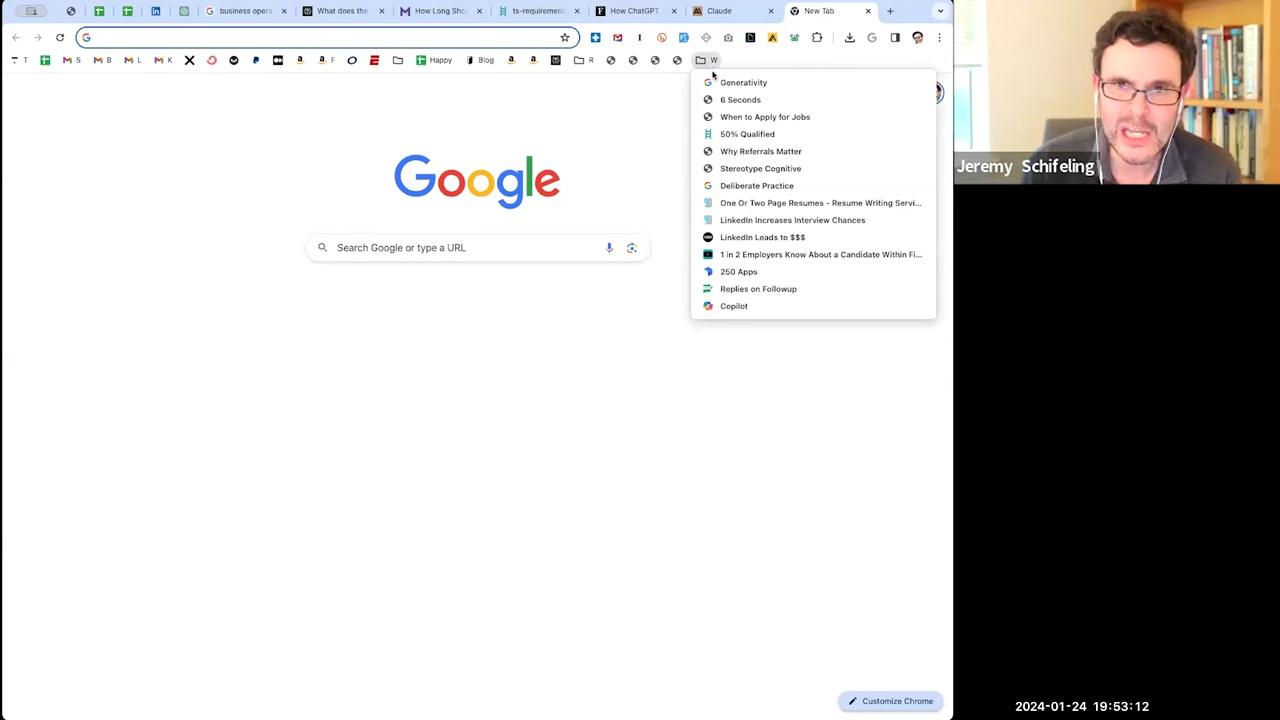 business opera
What does the
How Long Shou
ts-requirement
How ChatGPT
Claude
New Tab
T
S
B
L
K
F
Happy
Blog
R
W
Generativity
6 Seconds
When to Apply for Jobs
50% Qualified
Why Referrals Matter
Stereotype Cognitive
Deliberate Practice
One Or Two Page Resumes - Resume Writing Servi...
LinkedIn Increases Interview Chances
LinkedIn Leads to $$$
1 in 2 Employers Know About a Candidate Within Fi...
250 Apps
Replies on Followup
Copilot
Google
Search Google or type a URL
Customize Chrome
Jeremy Schifeling
2024-01-24 19:53:12